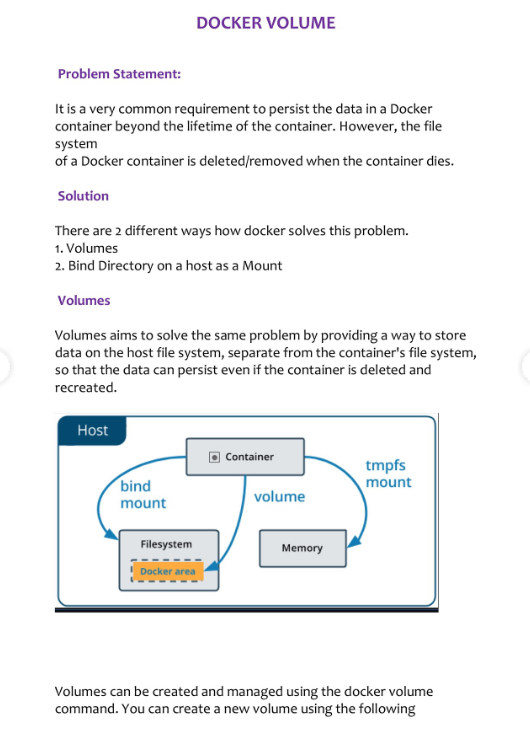 DOCKER VOLUME
Problem Statement:
It is a very common requirement to persist the data in a Docker
container beyond the lifetime of the container. However, the file
system
of a Docker container is deleted/removed when the container dies.
Solution
There are 2 different ways how docker solves this problem.
1. Volumes
2. Bind Directory on a host as a Mount
Volumes
Volumes aims to solve the same problem by providing a way to store
data on the host file system, separate from the container's file system,
so that the data can persist even if the container is deleted and
recreated.
Host
Container
bind
mount
volume
tmpfs
mount
Filesystem
Docker area
Memory
Volumes can be created and managed using the docker volume
command. You can create a new volume using the following